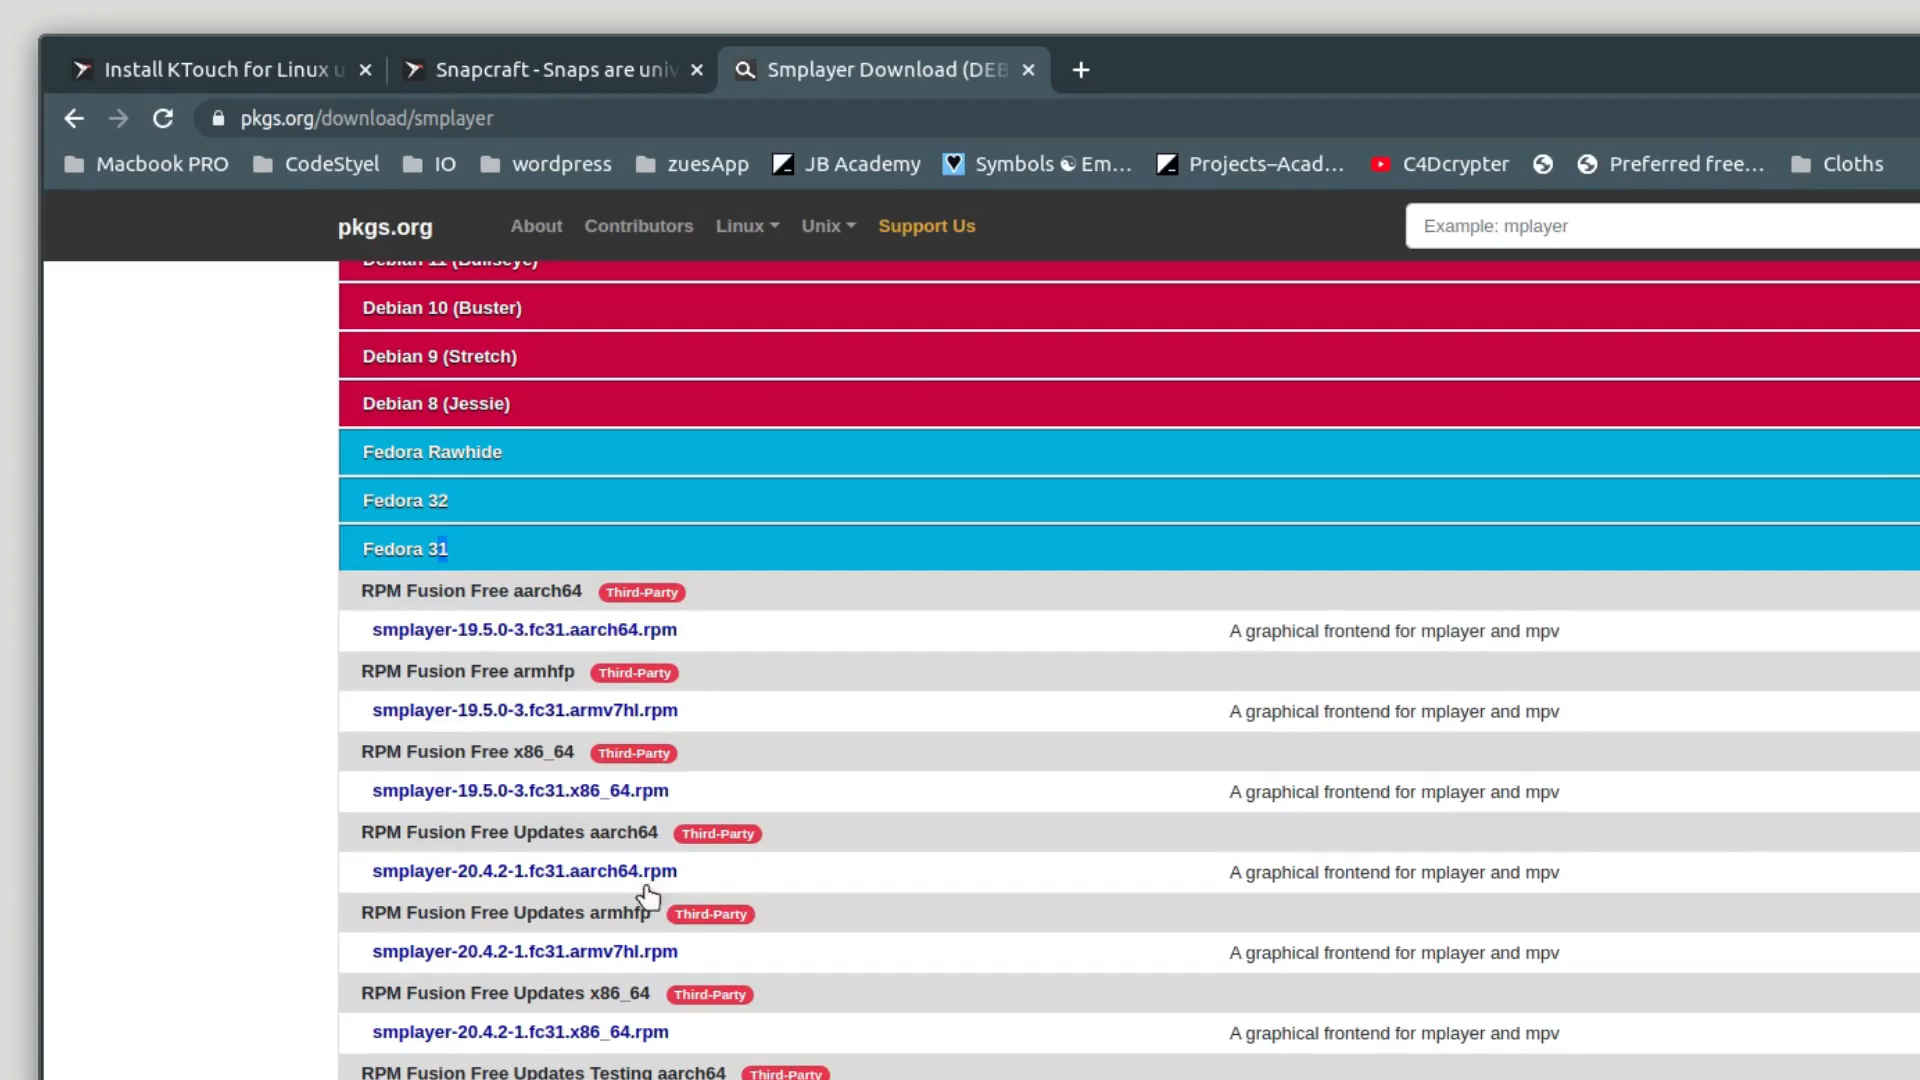 Install KTouch for Linux u
Snapcraft - Snaps are univ
Smplayer Download (DEB
pkgs.org/download/smplayer
Macbook PRO
CodeStyel
IO
wordpress
zuesApp
JB Academy
Symbols ☯ Em...
Projects–Acad...
C4Dcrypter
Preferred free...
Cloths
pkgs.org
About
Contributors
Linux
Unix
Support Us
Example: mplayer
Debian 11 (Bullseye)
Debian 10 (Buster)
Debian 9 (Stretch)
Debian 8 (Jessie)
Fedora Rawhide
Fedora 32
Fedora 31
RPM Fusion Free aarch64 Third-Party
smplayer-19.5.0-3.fc31.aarch64.rpm A graphical frontend for mplayer and mpv
RPM Fusion Free armhfp Third-Party
smplayer-19.5.0-3.fc31.armv7hl.rpm A graphical frontend for mplayer and mpv
RPM Fusion Free x86_64 Third-Party
smplayer-19.5.0-3.fc31.x86_64.rpm A graphical frontend for mplayer and mpv
RPM Fusion Free Updates aarch64 Third-Party
smplayer-20.4.2-1.fc31.aarch64.rpm A graphical frontend for mplayer and mpv
RPM Fusion Free Updates armhfp Third-Party
smplayer-20.4.2-1.fc31.armv7hl.rpm A graphical frontend for mplayer and mpv
RPM Fusion Free Updates x86_64 Third-Party
smplayer-20.4.2-1.fc31.x86_64.rpm A graphical frontend for mplayer and mpv
RPM Fusion Free Updates Testing aarch64 Third-Party